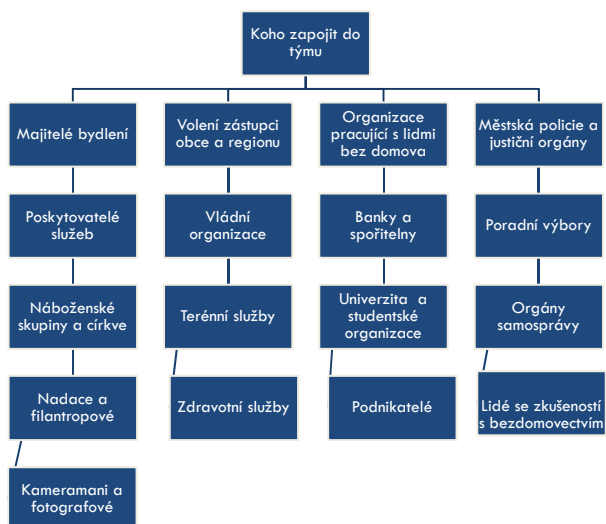 Koho zapojit do
týmu
Majitelé bydlení
Volení zástupci
obce a regionu
Organizace
pracující s lidmi
bez domova
Městská policie a
justiční orgány
Poskytovatelé
služeb
Vládní
organizace
Banky a
spořitelny
Poradní výbory
Náboženské
skupiny a církve
Terénní služby
Univerzita a
studentské
organizace
Orgány
samosprávy
Nadace a
filantropové
Zdravotní služby
Podnikatelé
Lidé se zkušeností
s bezdomovectvím
Kameramani a
fotografové